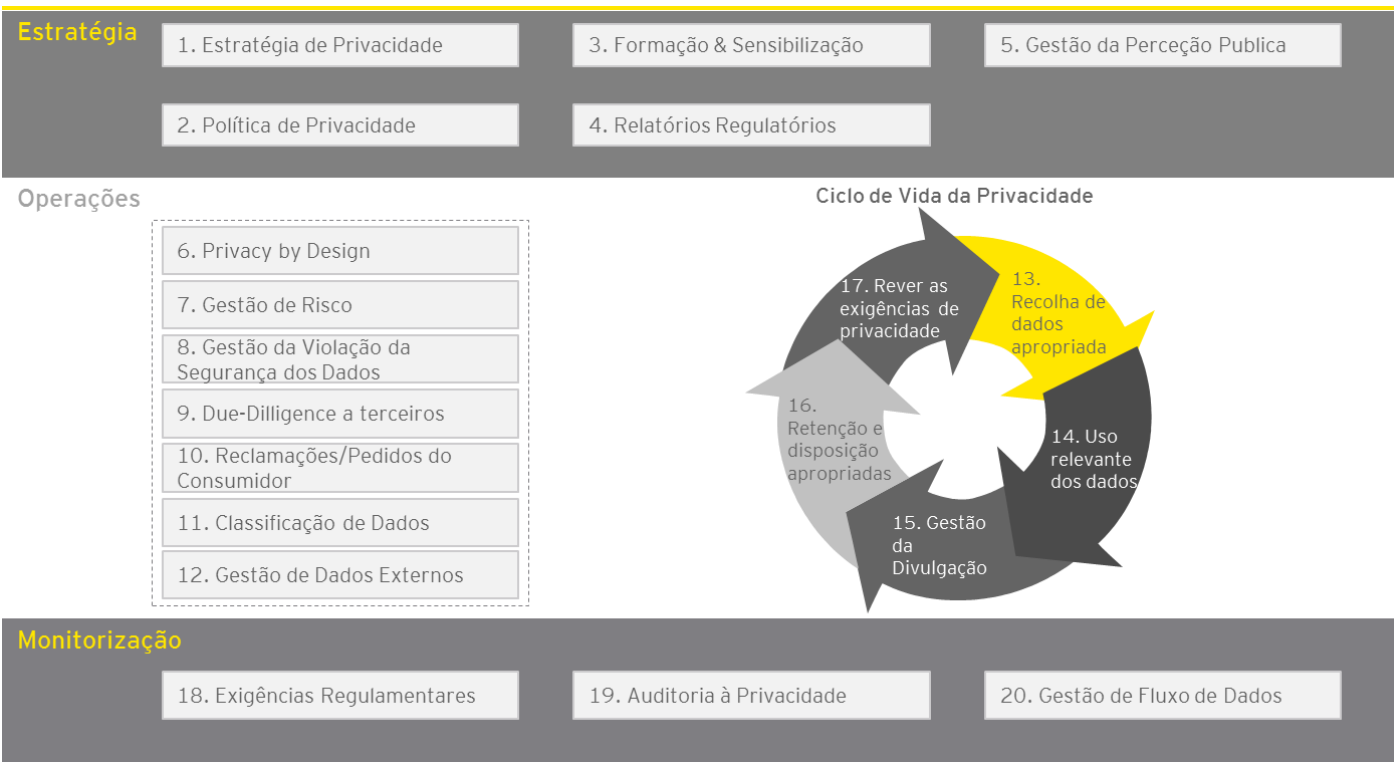 Estratégia
1. Estratégia de Privacidade
3. Formação & Sensibilização
5. Gestão da Perceção Publica
2. Política de Privacidade
4. Relatórios Regulatórios
Operações
6. Privacy by Design
7. Gestão de Risco
8. Gestão da Violação da
Segurança dos Dados
9. Due-Dilligence a terceiros
10. Reclamações/Pedidos do
Consumidor
11. Classificação de Dados
12. Gestão de Dados Externos
Ciclo de Vida da Privacidade
13.
Recolha de
dados
apropriada
14. Uso
relevante
dos dados
15. Gestão
da
Divulgação
16.
Retenção e
disposição
apropriadas
17. Rever as
exigências de
privacidade
Monitorização
18. Exigências Regulamentares
19. Auditoria à Privacidade
20. Gestão de Fluxo de Dados